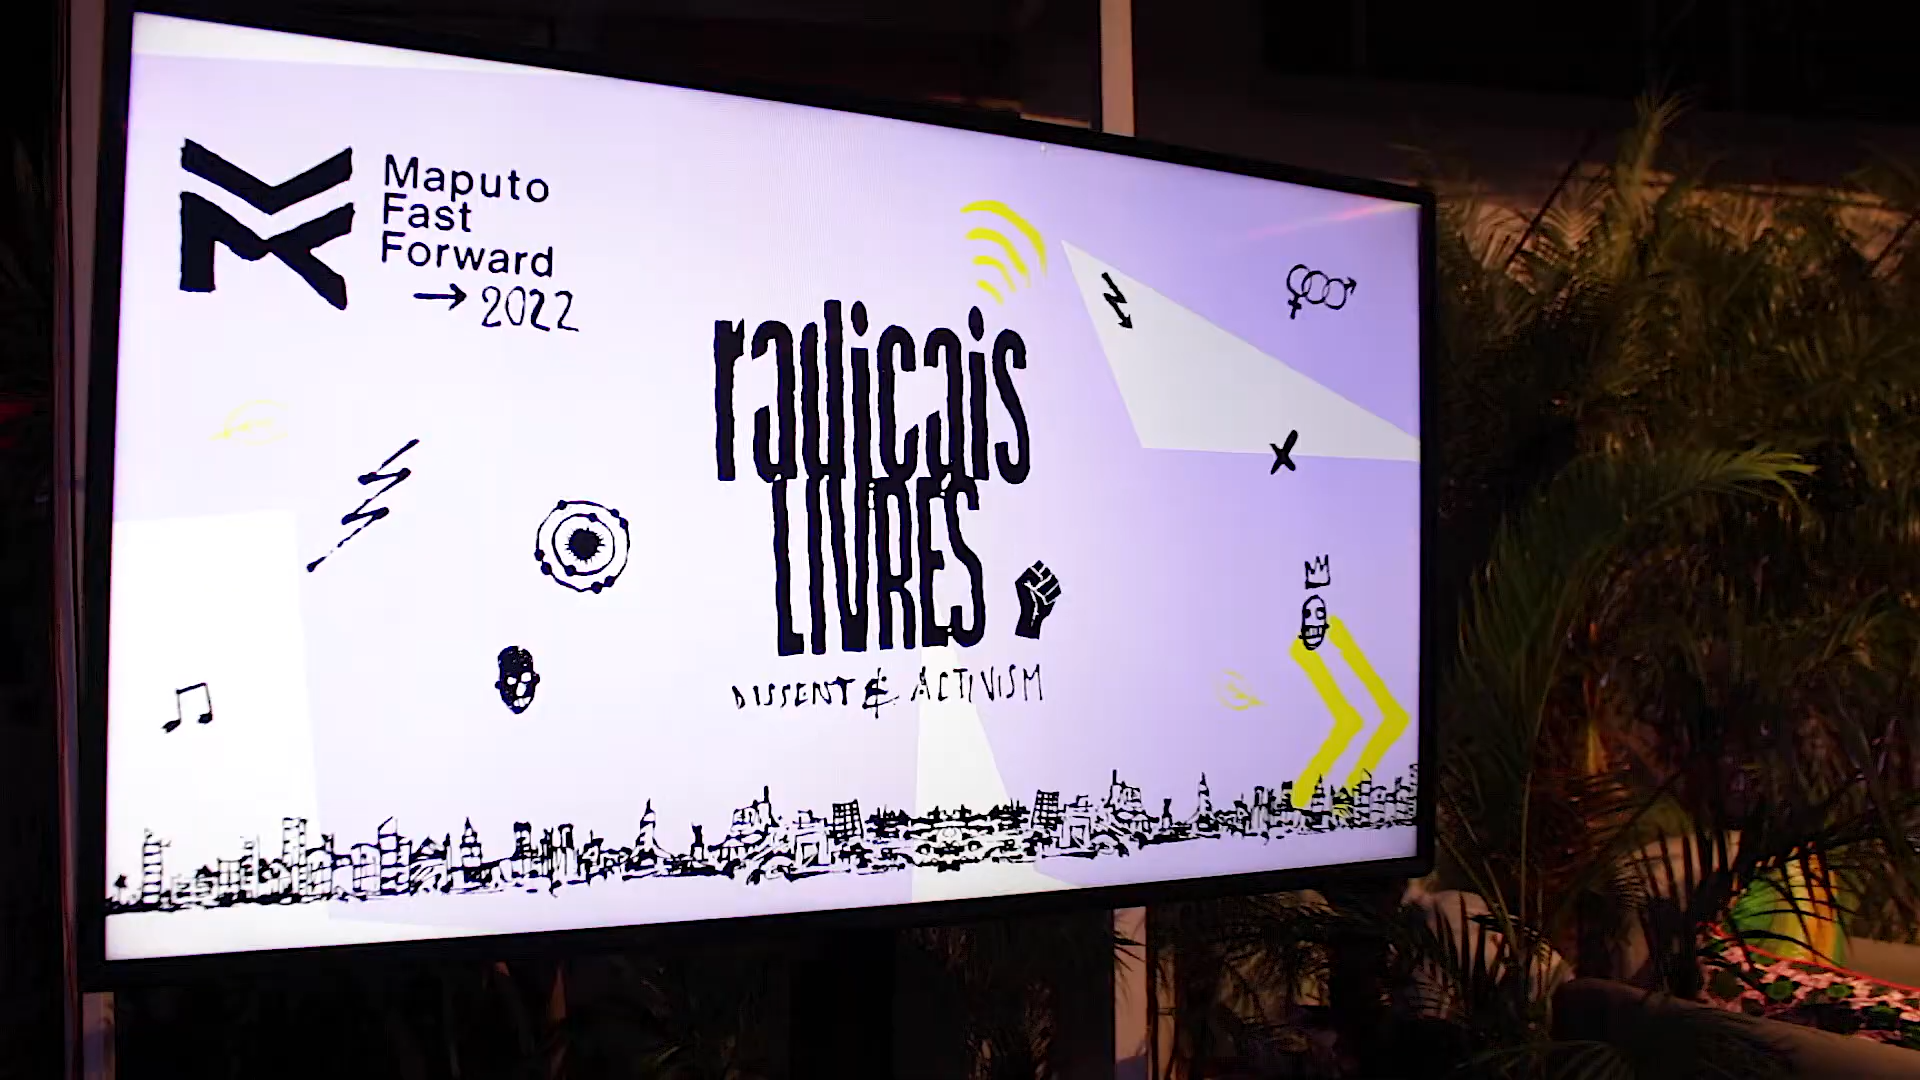 Maputo
Fast
Forward
→ 2022
radicais
LIVRES
DISSENT & ACTIVISM